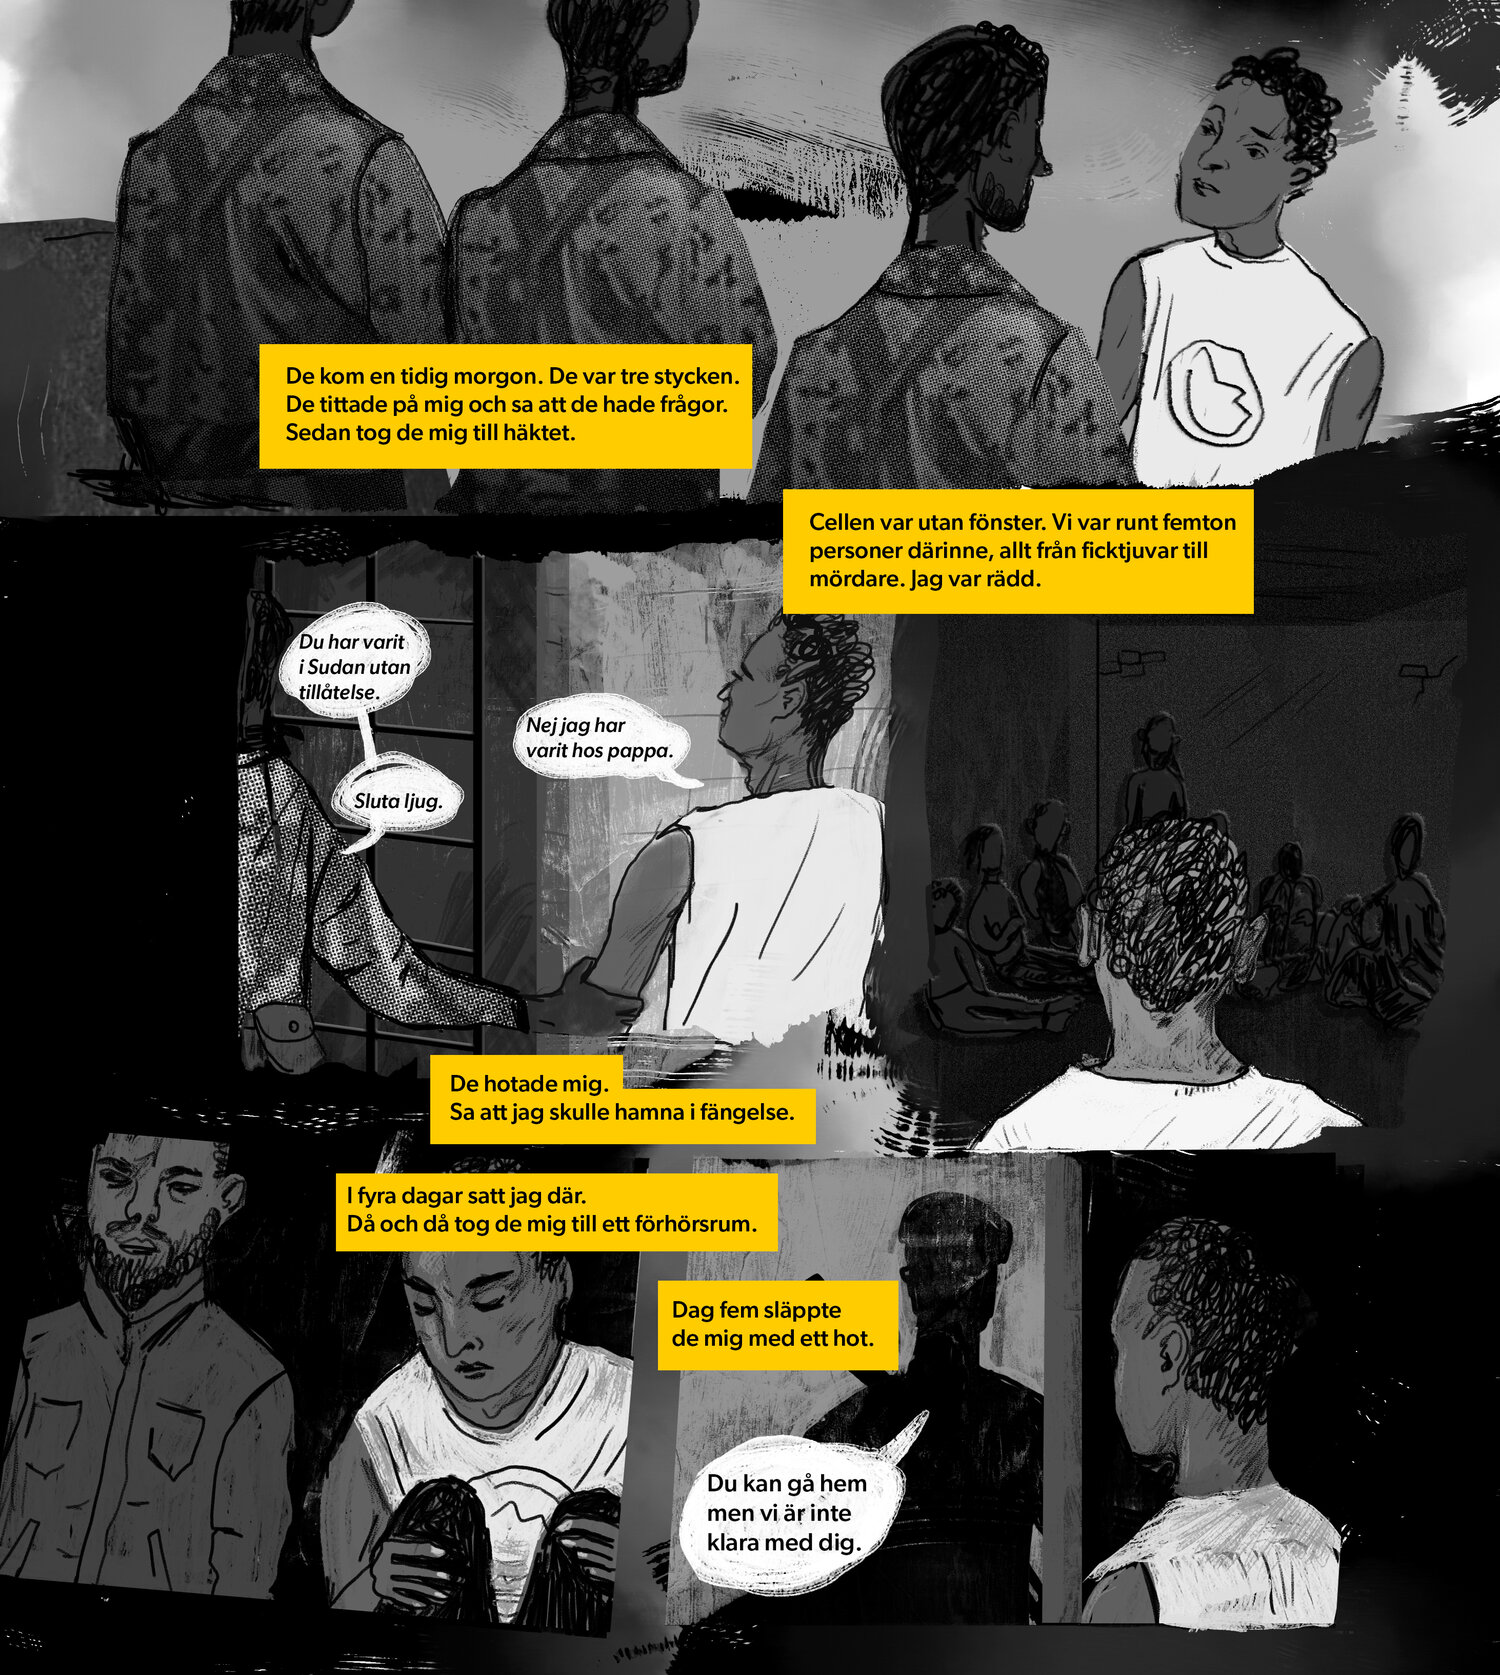 De kom en tidig morgon. De var tre stycken.
De tittade på mig och sa att de hade frågor.
Sedan tog de mig till häktet.
Du har varit
i Sudan utan
tillåtelse.
Sluta ljug.
Nej jag har
varit hos pappa.
Cellen var utan fönster. Vi var runt femton
personer därinne, allt från ficktjuvar till
mördare. Jag var rädd.
De hotade mig.
Sa att jag skulle hamna i fängelse.
I fyra dagar satt jag där.
Då och då tog de mig till ett förhörsrum.
Dag fem släppte
de mig med ett hot.
Du kan gå hem
men vi är inte
klara med dig.